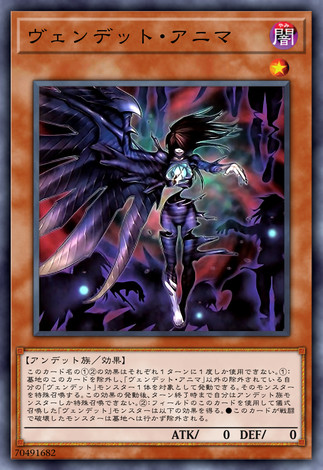 ヴェンデット・アニマ
やみ
闇
【アンデット族／効果】
このカード名の①②の効果はそれぞれ１ターンに１度しか使用できない。①：
墓地のこのカードを除外し、「ヴェンデット・アニマ」以外の除外されている自
分の「ヴェンデット」モンスター１体を対象として発動できる。そのモンスター
を特殊召喚する。この効果の発動後、ターン終了時まで自分はアンデット族モ
ンスターしか特殊召喚できない。②：フィールドのこのカードを使用して儀式
召喚した「ヴェンデット」モンスターは以下の効果を得る。●このカードが戦闘
で破壊したモンスターは墓地へは行かず除外される。
ATK/ 0 DEF/ 0
70491682